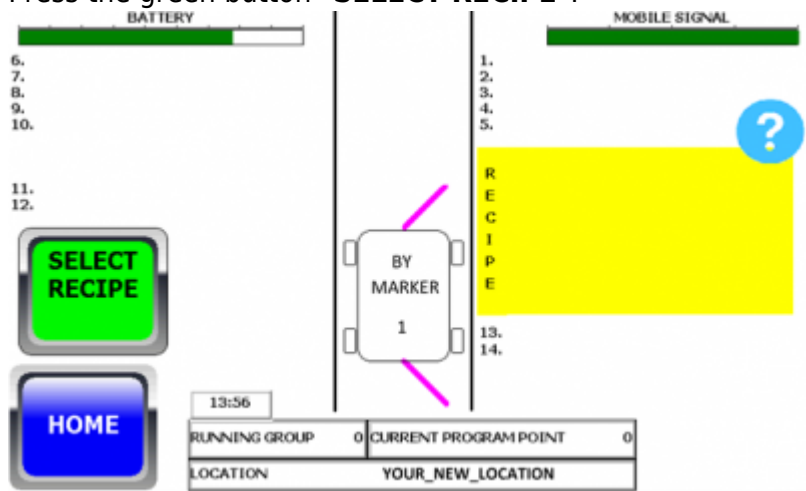 Press the green button "SELECT RECIPE".
BATTERY
MOBILE SIGNAL
6.
7.
8.
9.
10.
11.
12.
1.
2.
3.
4.
5.
?
R
E
C
I
P
E
13.
14.
SELECT
RECIPE
BY
MARKER
1
HOME
13:56
RUNNING GROUP 0 CURRENT PROGRAM POINT 0
LOCATION YOUR_NEW_LOCATION